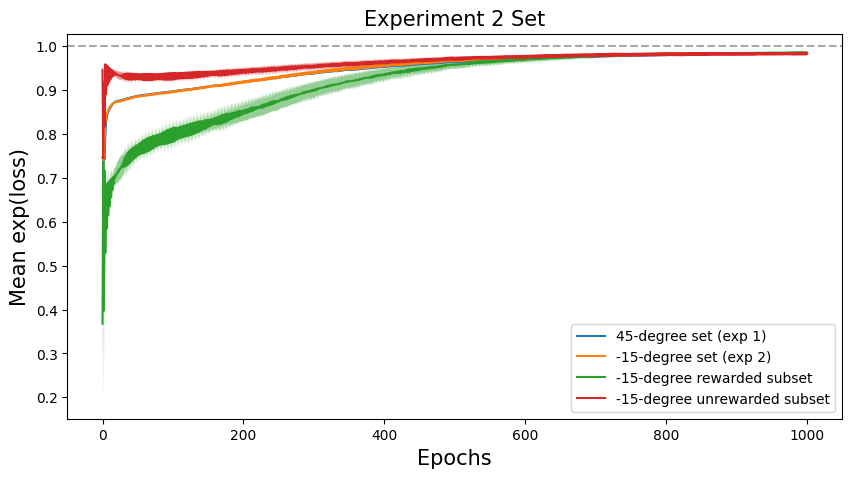 Experiment 2 Set
Mean exp(loss)
1.0
0.9
0.8
0.7
0.6
0.5
0.4
0.3
0.2
45-degree set (exp 1)
-15-degree set (exp 2)
-15-degree rewarded subset
-15-degree unrewarded subset
0 200 400 600 800 1000
Epochs